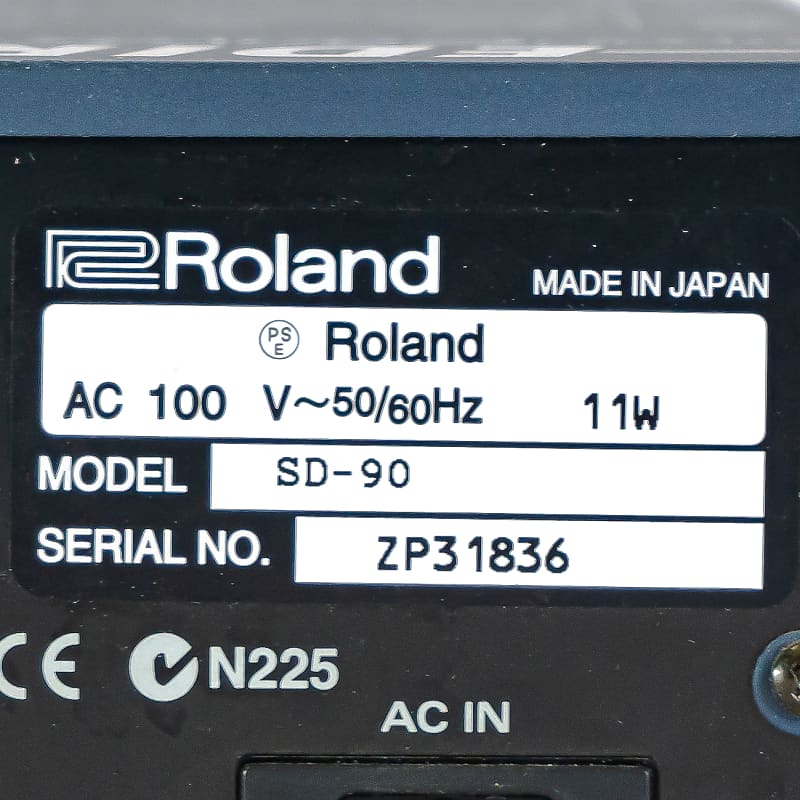 Roland
MADE IN JAPAN
PSE Roland
AC 100 V~50/60Hz 11W
MODEL SD-90
SERIAL NO. ZP31836
CE N225
AC IN